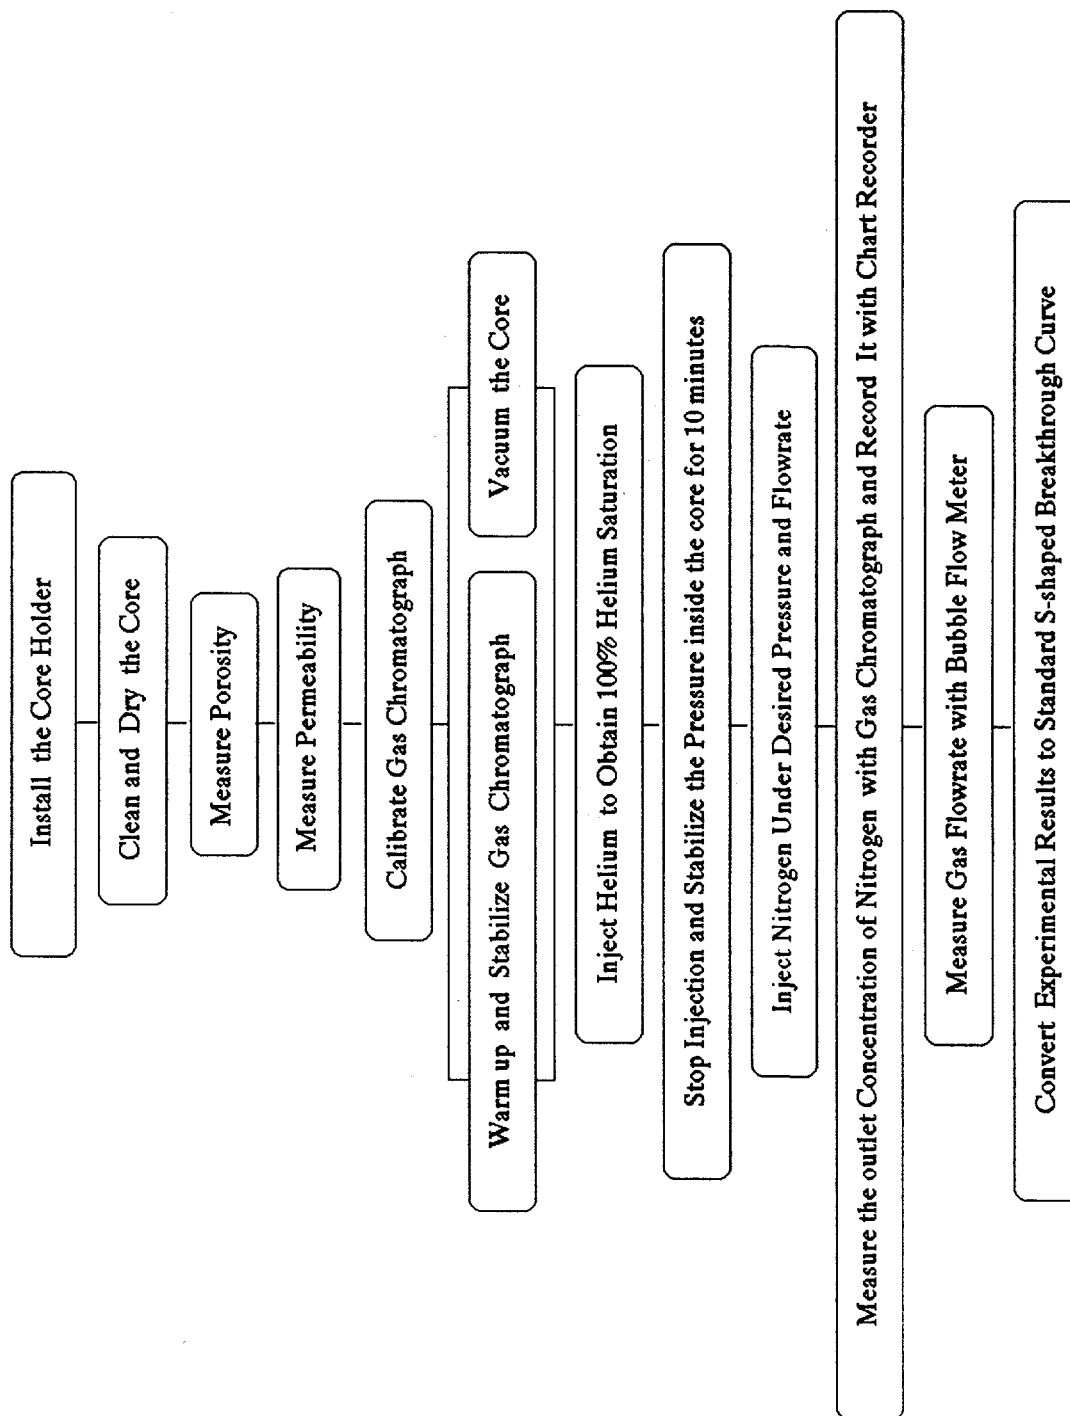 Install the Core Holder
Clean and Dry the Core
Measure Porosity
Measure Permeability
Calibrate Gas Chromatograph
Warm up and Stabilize Gas Chromatograph
Vacuum the Core
Inject Helium to Obtain 100% Helium Saturation
Stop Injection and Stabilize the Pressure inside the core for 10 minutes
Inject Nitrogen Under Desired Pressure and Flowrate
Measure the outlet Concentration of Nitrogen with Gas Chromatograph and Record It with Chart Recorder
Measure Gas Flowrate with Bubble Flow Meter
Convert Experimental Results to Standard S-shaped Breakthrough Curve